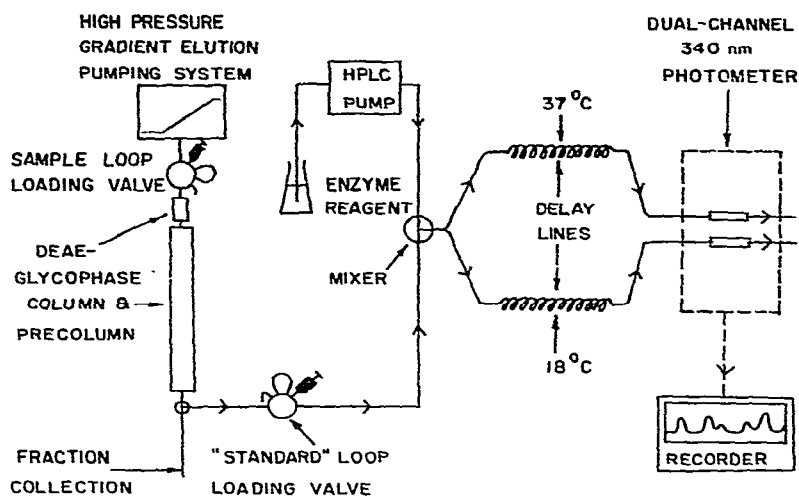 HIGH PRESSURE
GRADIENT ELUTION
PUMPING SYSTEM
SAMPLE LOOP
LOADING VALVE
DEAE-
GLYCOPHASE
COLUMN &
PRECOLUMN
FRACTION
COLLECTION
"STANDARD" LOOP
LOADING VALVE
HPLC
PUMP
ENZYME
REAGENT
MIXER
37°C
DELAY
LINES
18°C
DUAL-CHANNEL
340 nm
PHOTOMETER
RECORDER